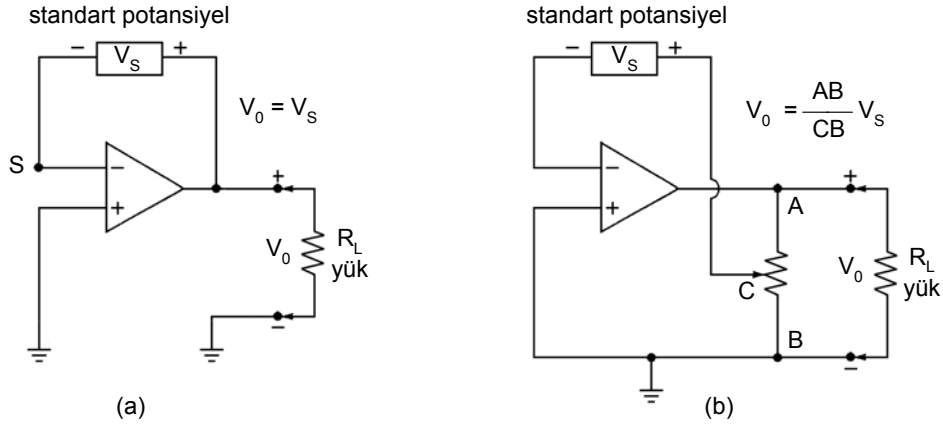 standart potansiyel
− V_S +
V_0 = V_S
S
−
+
+
V_0
R_L
yük
−
(a)
standart potansiyel
− V_S +
V_0 = AB/CB V_S
−
+
+
A
C
V_0
R_L
yük
B
−
(b)